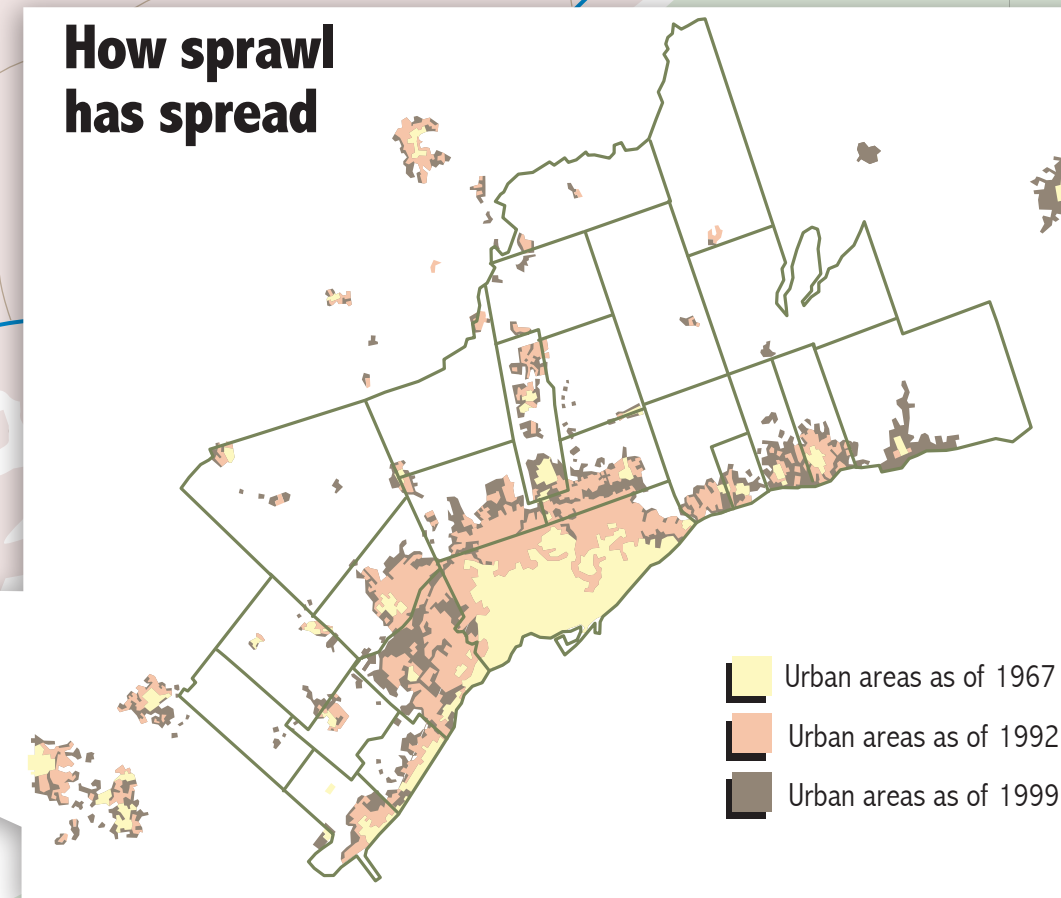 How sprawl
has spread
Urban areas as of 1967
Urban areas as of 1992
Urban areas as of 1999